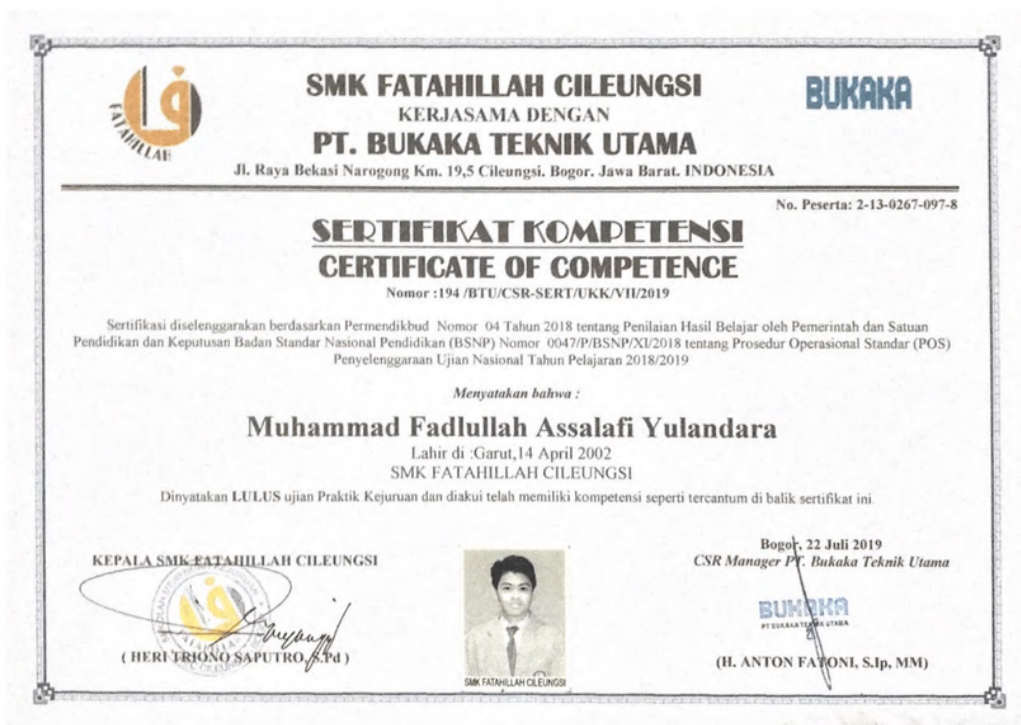 FATAHILLAH
SMK FATAHILLAH CILEUNGSI
BUKAKA
KERJASAMA DENGAN
PT. BUKAKA TEKNIK UTAMA
Jl. Raya Bekasi Narogong Km. 19,5 Cileungsi. Bogor. Jawa Barat. INDONESIA
No. Peserta: 2-13-0267-097-8
SERTIFIKAT KOMPETENSI
CERTIFICATE OF COMPETENCE
Nomor :194 /BTU/CSR-SERT/UKK/VII/2019
Sertifikasi diselenggarakan berdasarkan Permendikbud Nomor 04 Tahun 2018 tentang Penilaian Hasil Belajar oleh Pemerintah dan Satuan
Pendidikan dan Keputusan Badan Standar Nasional Pendidikan (BSNP) Nomor 0047/P/BSNP/XI/2018 tentang Prosedur Operasional Standar (POS)
Penyelenggaraan Ujian Nasional Tahun Pelajaran 2018/2019
Menyatakan bahwa :
Muhammad Fadlullah Assalafi Yulandara
Lahir di :Garut,14 April 2002
SMK FATAHILLAH CILEUNGSI
Dinyatakan LULUS ujian Praktik Kejuruan dan diakui telah memiliki kompetensi seperti tercantum di balik sertifikat ini.
KEPALA SMK FATAHILLAH CILEUNGSI
FATAHILLAH
( HERI TRIONO SAPUTRO, S.Pd )
SMK FATAHILLAH CILEUNGSI
Bogor, 22 Juli 2019
CSR Manager PT. Bukaka Teknik Utama
BUKAKA
PT BUKAKA TEKNIK UTAMA
(H. ANTON FATONI, S.Ip, MM)